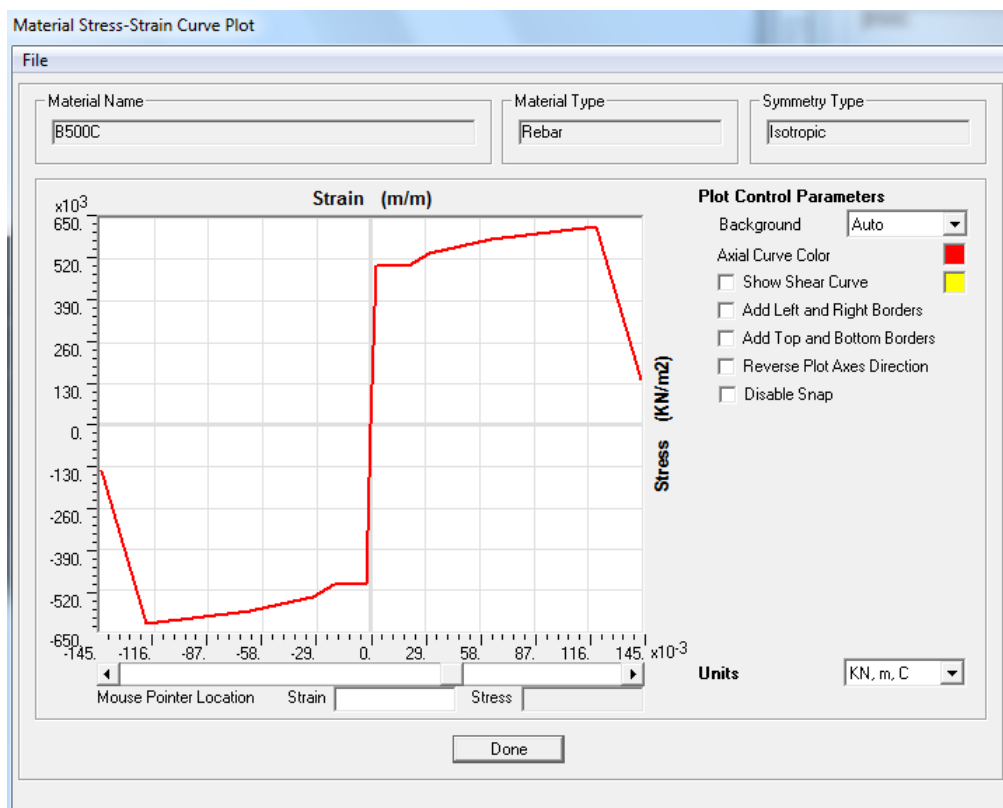 Material Stress-Strain Curve Plot
File
Material Name
B500C
Material Type
Rebar
Symmetry Type
Isotropic
Strain (m/m)
x10³
650.
520.
390.
260.
130.
0.
-130.
-260.
-390.
-520.
-650.
-145. -116. -87. -58. -29. 0. 29. 58. 87. 116. 145. x10⁻³
Stress (KN/m2)
Mouse Pointer Location Strain Stress
Plot Control Parameters
Background Auto
Axial Curve Color
Show Shear Curve
Add Left and Right Borders
Add Top and Bottom Borders
Reverse Plot Axes Direction
Disable Snap
Units KN, m, C
Done